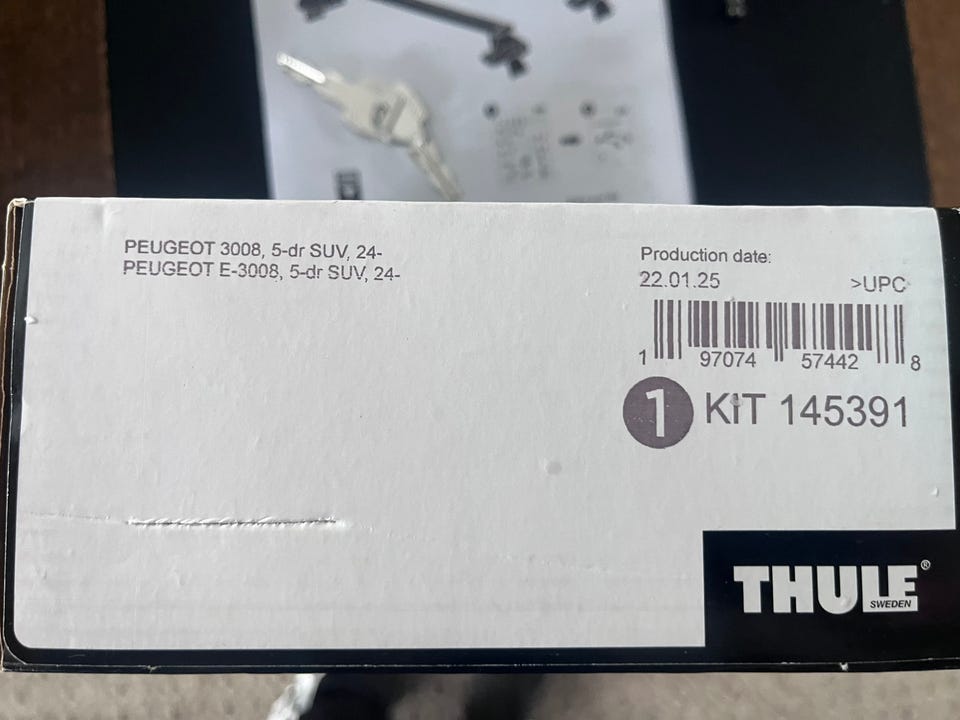 PEUGEOT 3008, 5-dr SUV, 24-
PEUGEOT E-3008, 5-dr SUV, 24-
Production date:
22.01.25 >UPC
1 97074 57442 8
1 KIT 145391
THULE®
SWEDEN